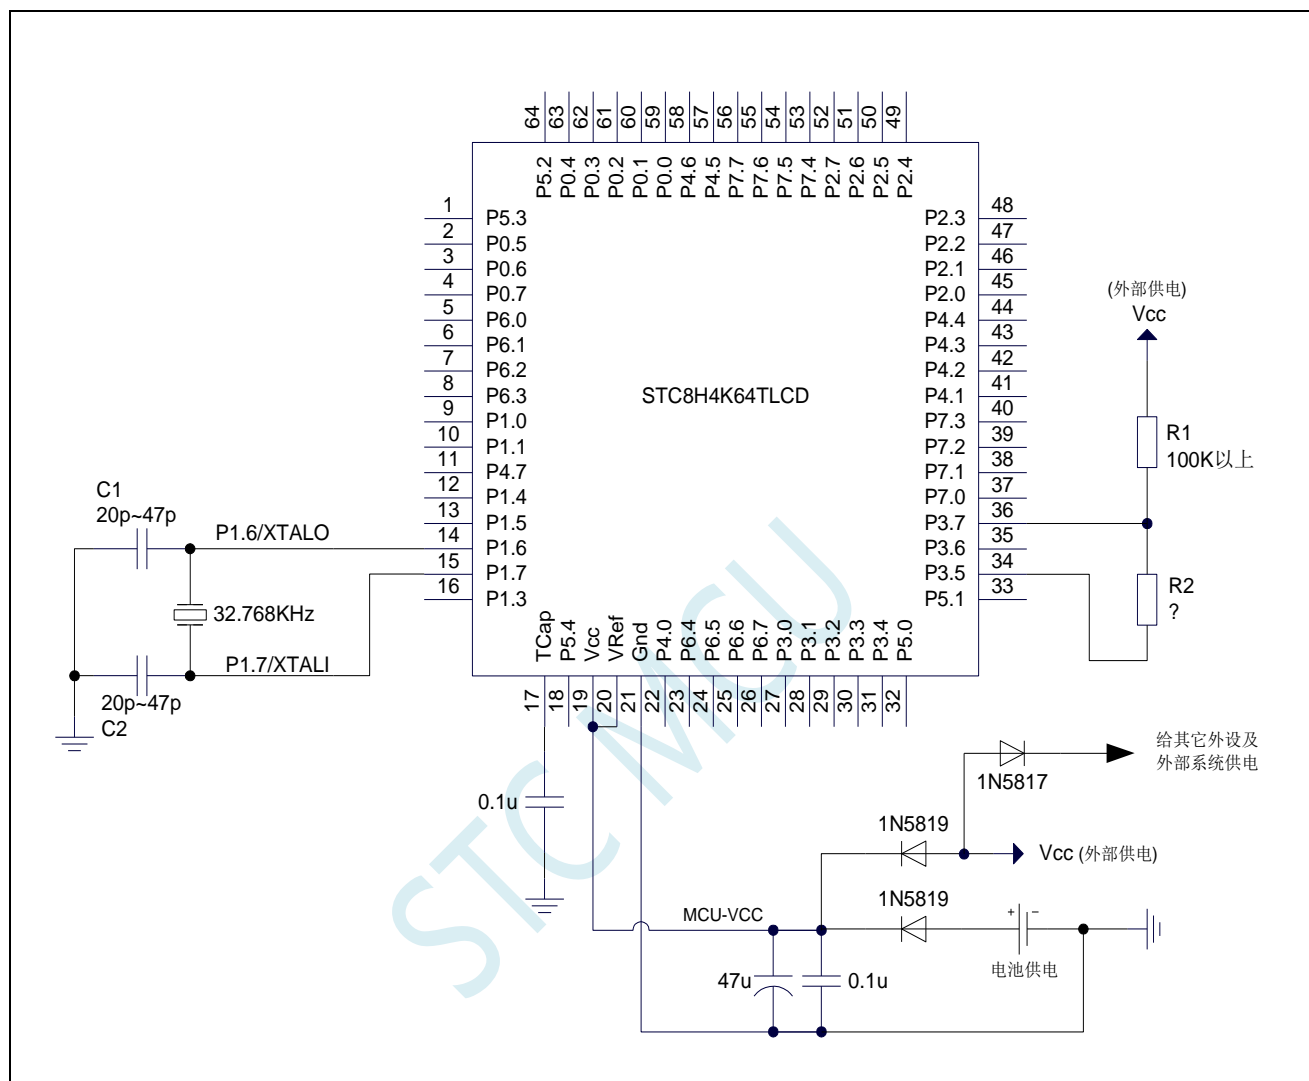 64 63 62 61 60 59 58 57 56 55 54 53 52 51 50 49
P5.2 P0.4 P0.3 P0.2 P0.1 P0.0 P4.6 P4.5 P7.7 P7.6 P7.5 P7.4 P2.7 P2.6 P2.5 P2.4
1 P5.3
2 P0.5
3 P0.6
4 P0.7
5 P6.0
6 P6.1
7 P6.2
8 P6.3
9 P1.0
10 P1.1
11 P4.7
12 P1.4
13 P1.5
14 P1.6
15 P1.7
16 P1.3
P2.3 48
P2.2 47
P2.1 46
P2.0 45
P4.4 44
P4.3 43
P4.2 42
P4.1 41
P7.3 40
P7.2 39
P7.1 38
P7.0 37
P3.7 36
P3.6 35
P3.5 34
P5.1 33
STC8H4K64TLCD
TCap P5.4 Vcc VRef Gnd P4.0 P6.4 P6.5 P6.6 P6.7 P3.0 P3.1 P3.2 P3.3 P3.4 P5.0
17 18 19 20 21 22 23 24 25 26 27 28 29 30 31 32
C1
20p~47p
P1.6/XTALO
32.768KHz
P1.7/XTALI
20p~47p
C2
(外部供电)
Vcc
R1
100K以上
R2
?
0.1u
给其它外设及
外部系统供电
1N5817
1N5819
Vcc (外部供电)
1N5819
MCU-VCC
+ −
电池供电
47u
0.1u
STC MCU